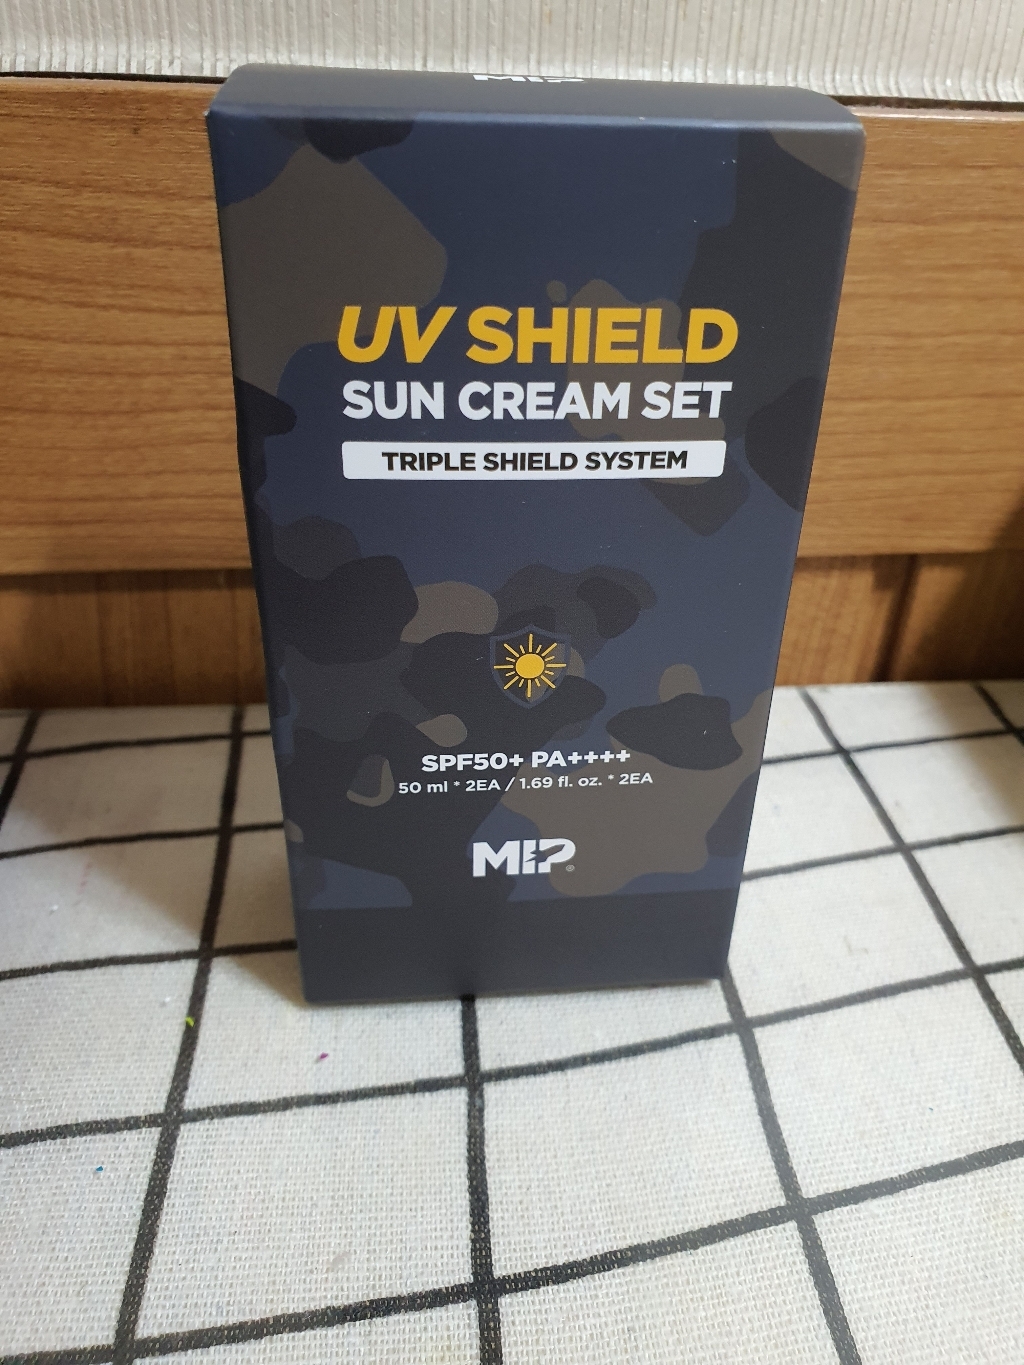 MIP
UV SHIELD
SUN CREAM SET
TRIPLE SHIELD SYSTEM
SPF50+ PA++++
50 ml * 2EA / 1.69 fl. oz. * 2EA
MIP®